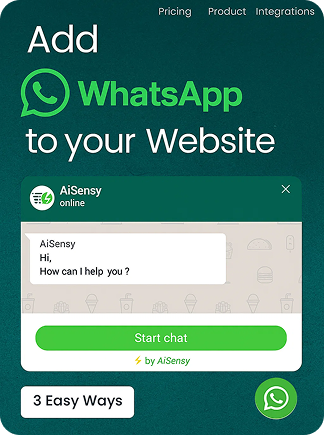 Pricing Product Integrations
Add
WhatsApp
to your Website
AiSensy
online
AiSensy
Hi,
How can I help you ?
Start chat
⚡ by AiSensy
3 Easy Ways